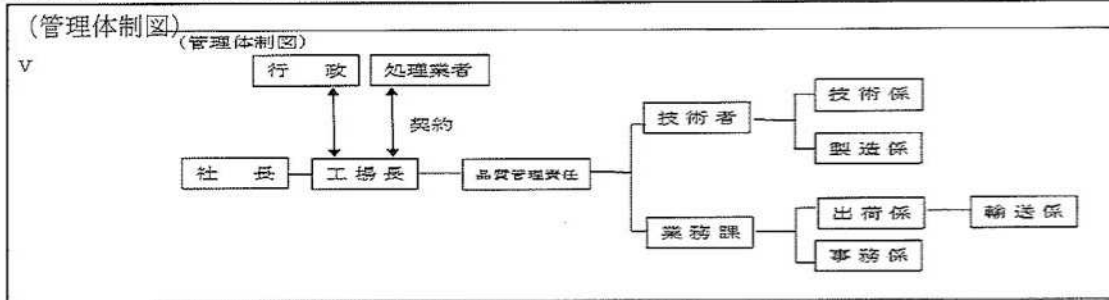 (管理体制図)
(管理体制図)
V
行 政
処理業者
契約
社 長
工場長
品質管理責任
技術者
技術係
製造係
業務課
出荷係
輸送係
事務係